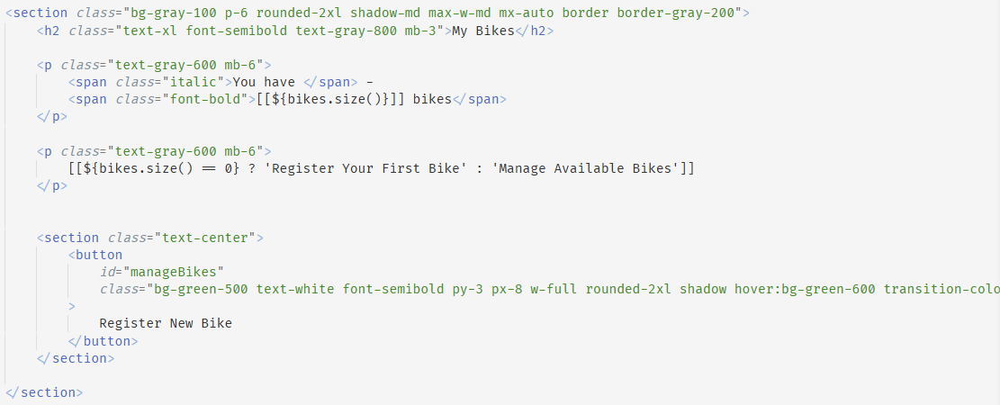 <section class="bg-gray-100 p-6 rounded-2xl shadow-md max-w-md mx-auto border border-gray-200">
<h2 class="text-xl font-semibold text-gray-800 mb-3">My Bikes</h2>
<p class="text-gray-600 mb-6">
<span class="italic">You have </span> -
<span class="font-bold">[[${bikes.size()}]] bikes</span>
</p>
<p class="text-gray-600 mb-6">
[[${bikes.size() == 0} ? 'Register Your First Bike' : 'Manage Available Bikes']]
</p>
<section class="text-center">
<button
id="manageBikes"
class="bg-green-500 text-white font-semibold py-3 px-8 w-full rounded-2xl shadow hover:bg-green-600 transition-colo
>
Register New Bike
</button>
</section>
</section>